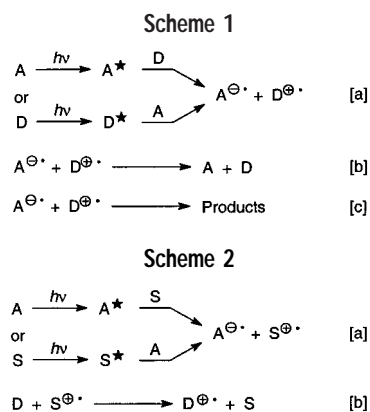 Scheme 1
A hν A★ D
or A⊖• + D⊕• [a]
D hν D★ A
A⊖• + D⊕• A + D [b]
A⊖• + D⊕• Products [c]
Scheme 2
A hν A★ S
or A⊖• + S⊕• [a]
S hν S★ A
D + S⊕• D⊕• + S [b]